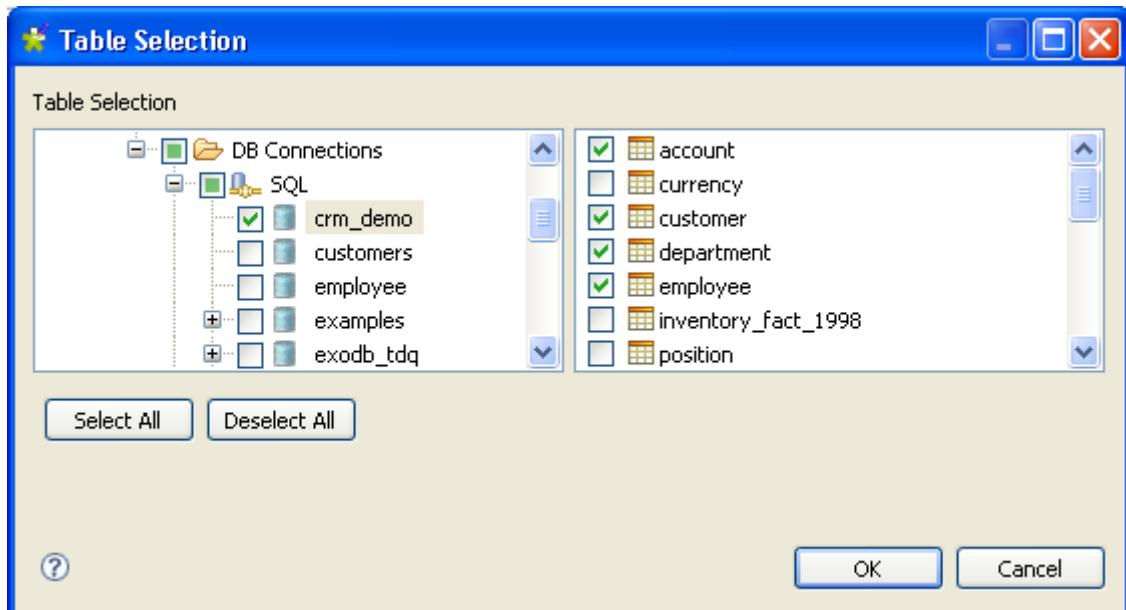 Table Selection
Table Selection
DB Connections
SQL
crm_demo
customers
employee
examples
exodb_tdq
account
currency
customer
department
employee
inventory_fact_1998
position
Select All
Deselect All
?
OK
Cancel